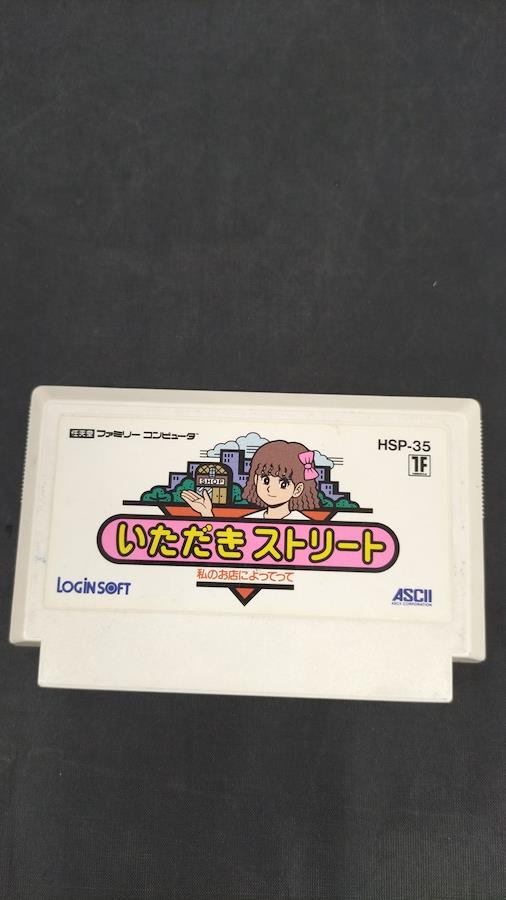 任天堂 ファミリー コンピュータ
HSP-35
1F
SHOP
いただきストリート
私のお店によってって
LOGiN SOFT
ASCII
ASCII CORPORATION